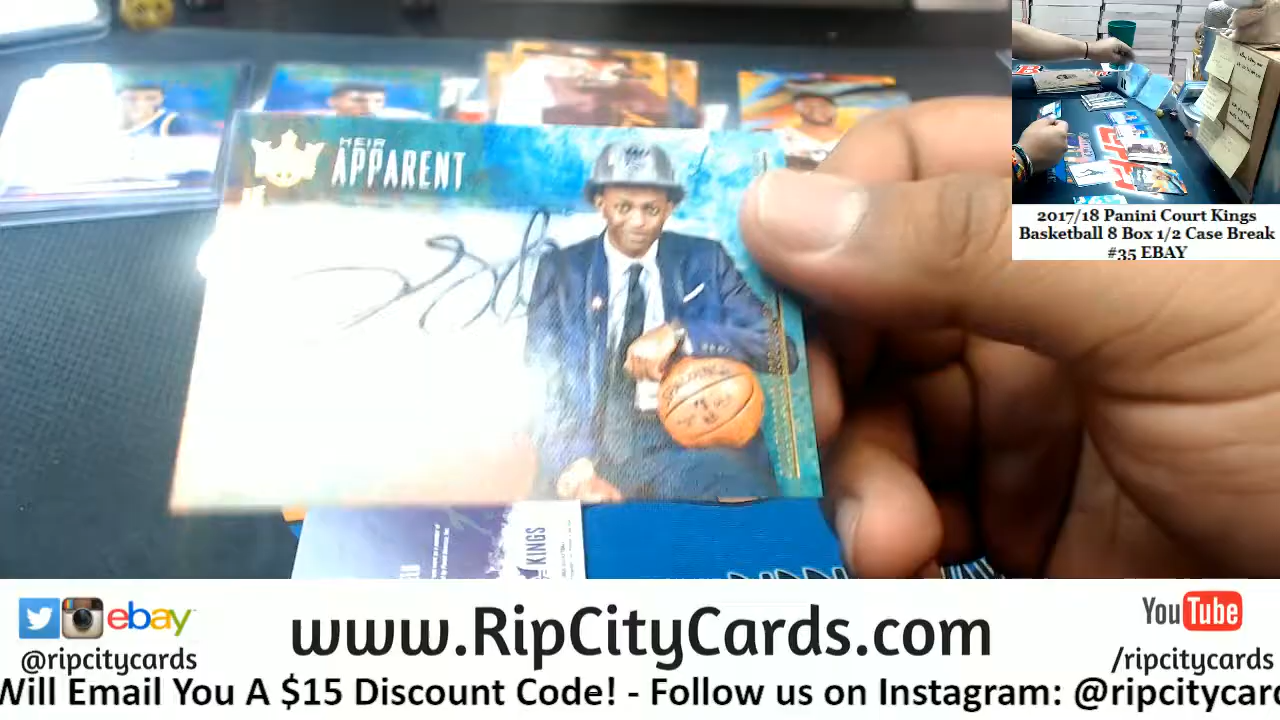 HEIR
APPARENT
KINGS
2017/18 Panini Court Kings
Basketball 8 Box 1/2 Case Break
#35 EBAY
ebay
@ripcitycards
www.RipCityCards.com
YouTube
/ripcitycards
Will Email You A $15 Discount Code! - Follow us on Instagram: @ripcitycard